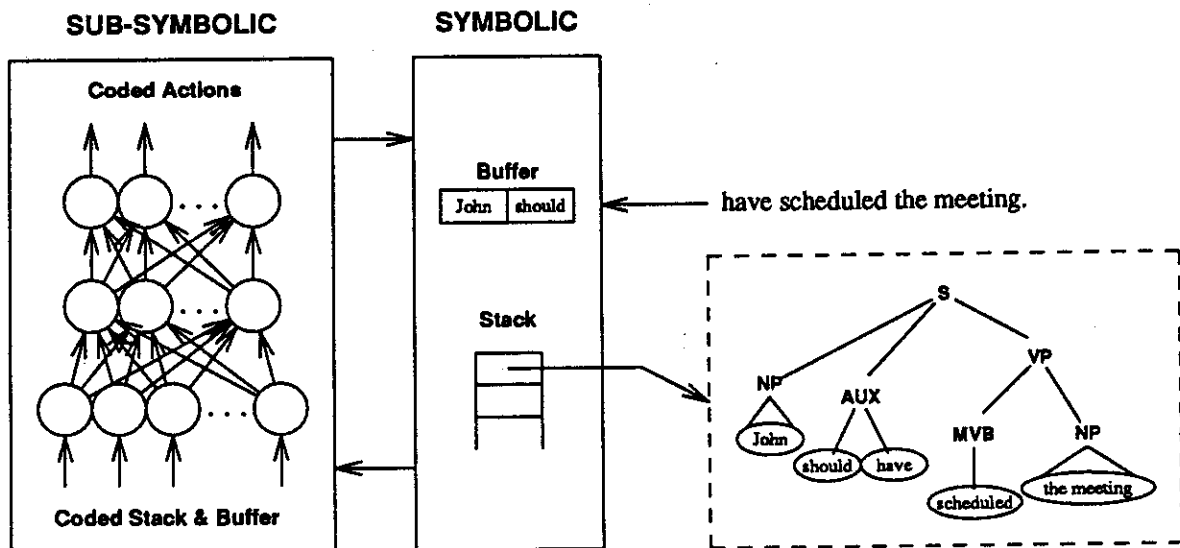 SUB-SYMBOLIC
SYMBOLIC
Coded Actions
Buffer
John should
have scheduled the meeting.
Stack
S
NP
AUX
VP
John
should
have
MVB
NP
scheduled
the meeting
Coded Stack & Buffer